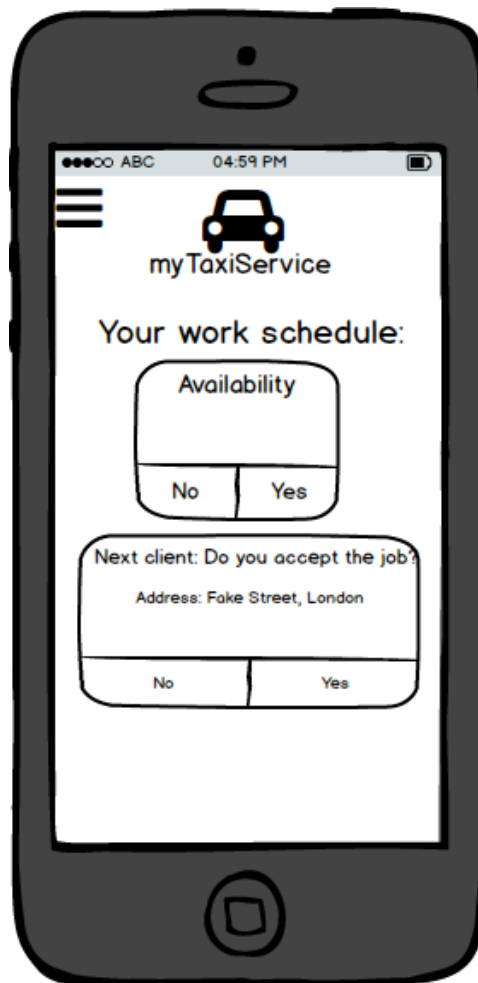 ABC 04:59 PM
myTaxiService
Your work schedule:
Availability
No Yes
Next client: Do you accept the job?
Address: Fake Street, London
No Yes